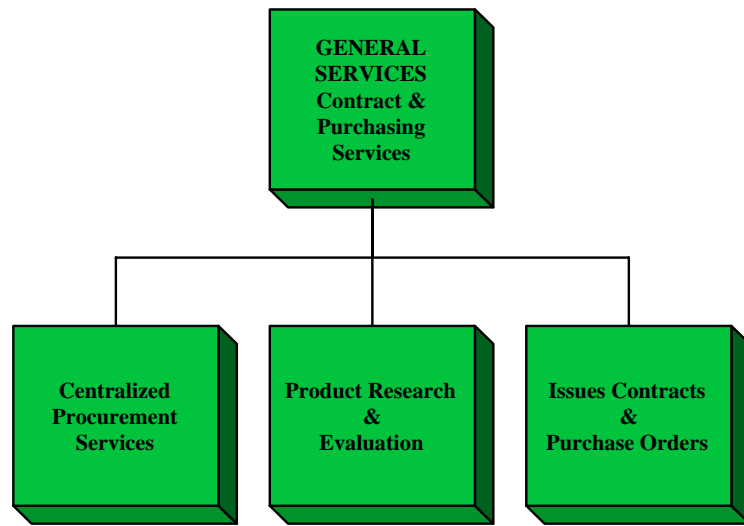 GENERAL
SERVICES
Contract &
Purchasing
Services
Centralized
Procurement
Services
Product Research
&
Evaluation
Issues Contracts
&
Purchase Orders